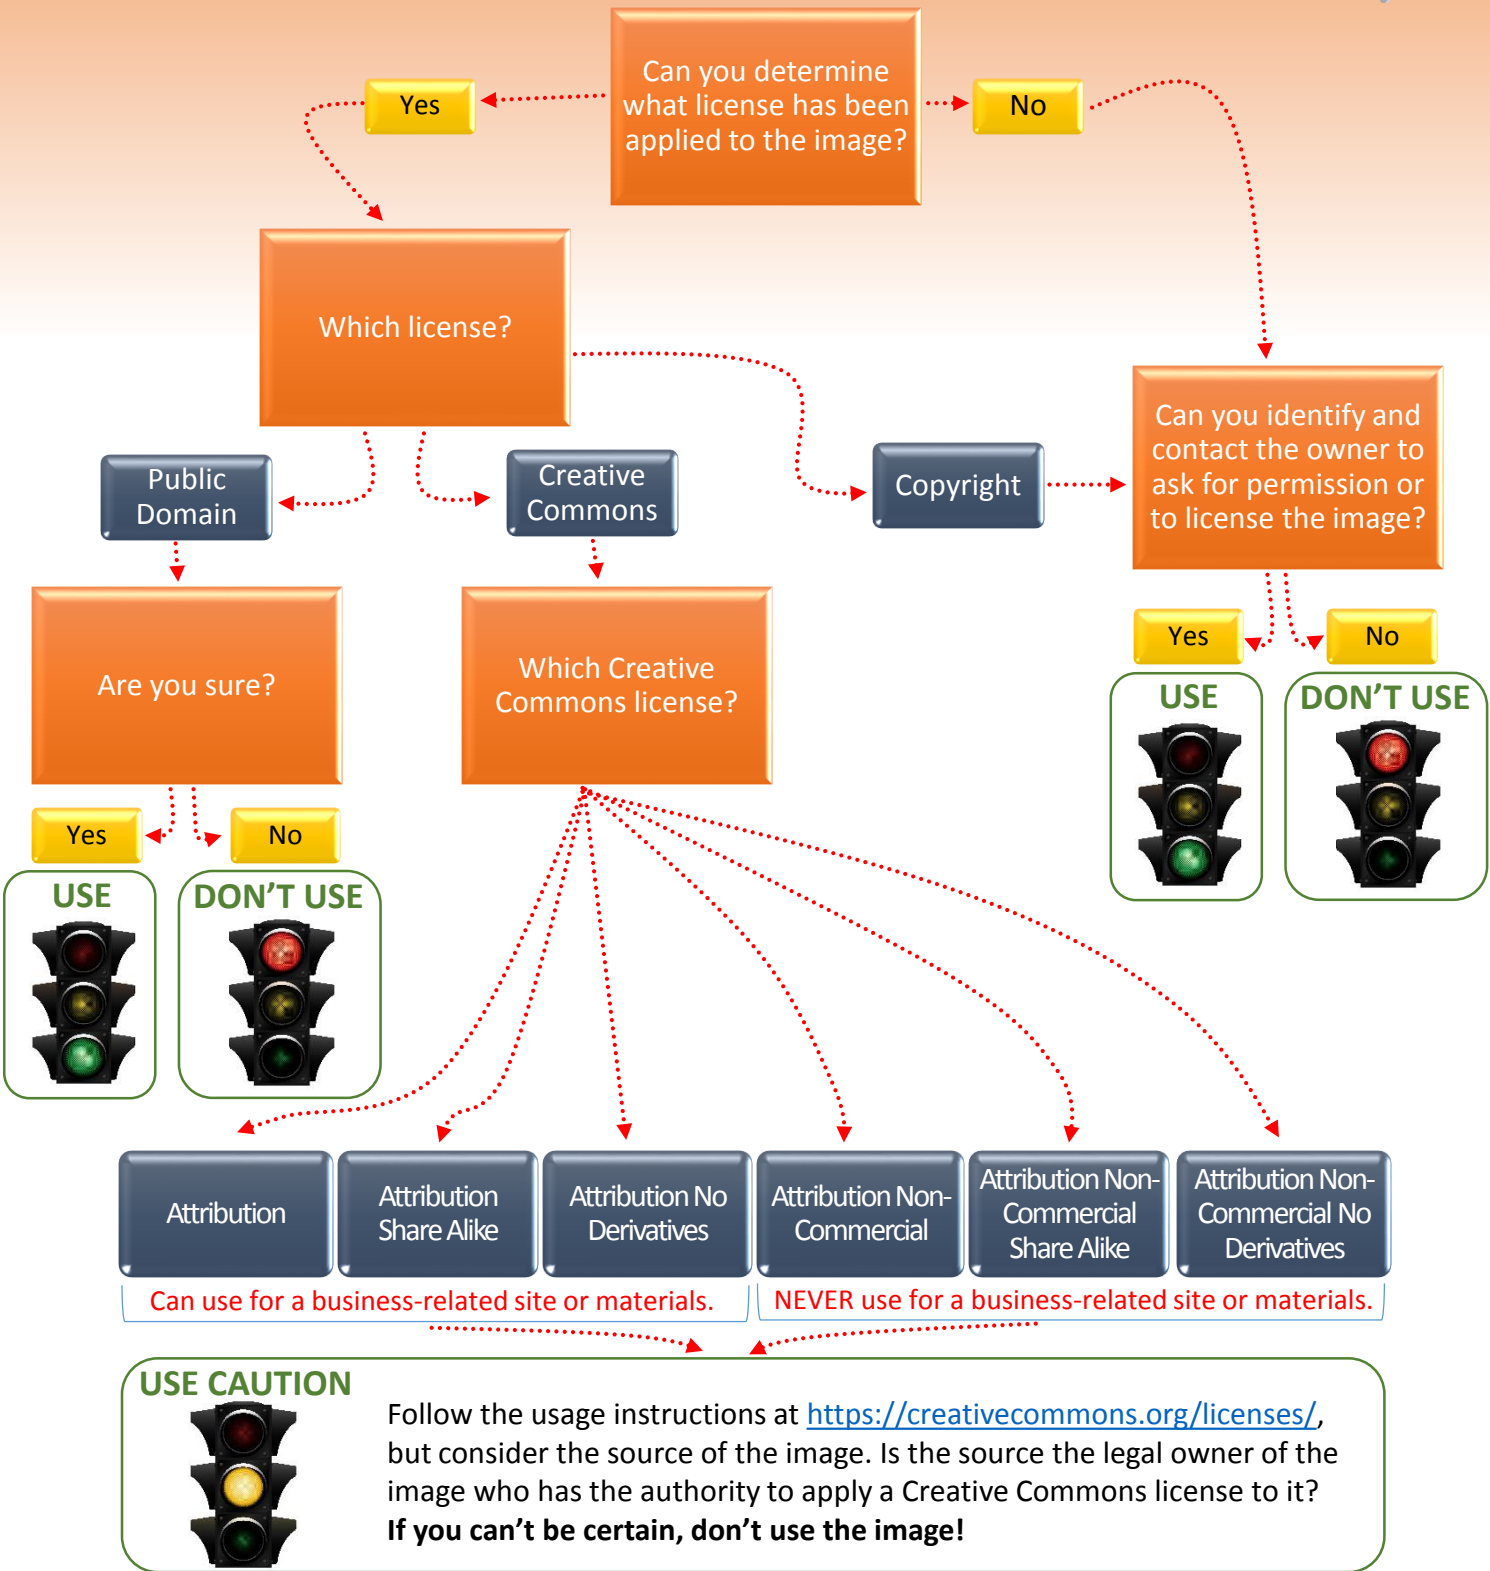 Can you determine
what license has been
applied to the image?
Yes
No
Which license?
Can you identify and
contact the owner to
ask for permission or
to license the image?
Public
Domain
Creative
Commons
Copyright
Are you sure?
Which Creative
Commons license?
Yes
No
USE
DON'T USE
Yes
No
USE
DON'T USE
Attribution
Attribution
Share Alike
Attribution No
Derivatives
Attribution Non-
Commercial
Attribution Non-
Commercial
Share Alike
Attribution Non-
Commercial No
Derivatives
Can use for a business-related site or materials.
NEVER use for a business-related site or materials.
USE CAUTION
Follow the usage instructions at https://creativecommons.org/licenses/,
but consider the source of the image. Is the source the legal owner of the
image who has the authority to apply a Creative Commons license to it?
If you can't be certain, don't use the image!